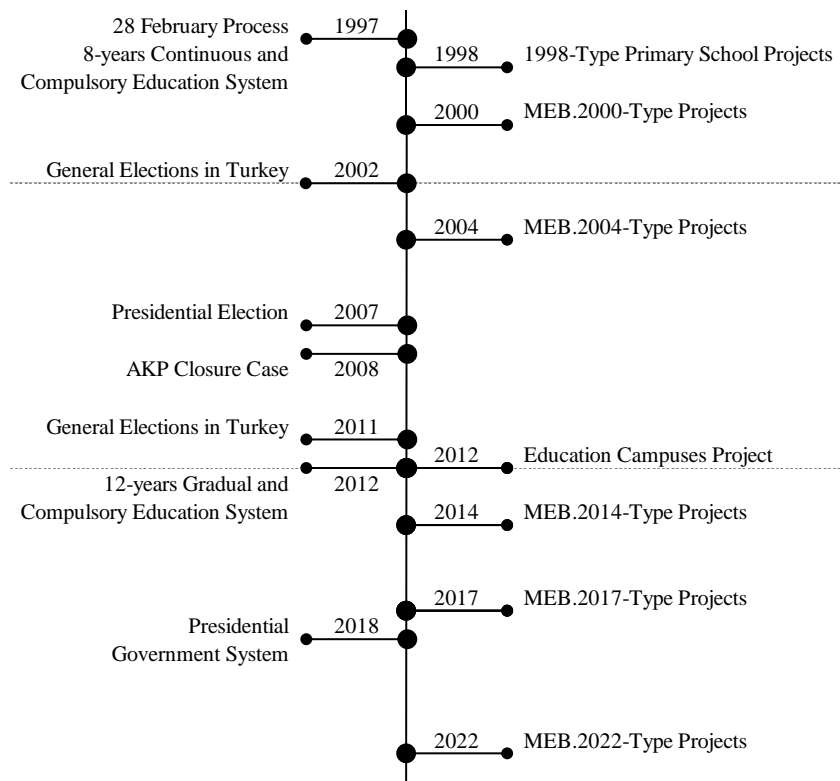 28 February Process
1997
8-years Continuous and
Compulsory Education System
1998
1998-Type Primary School Projects
2000
MEB.2000-Type Projects
General Elections in Turkey
2002
2004
MEB.2004-Type Projects
Presidential Election
2007
AKP Closure Case
2008
General Elections in Turkey
2011
2012
Education Campuses Project
12-years Gradual and
Compulsory Education System
2012
2014
MEB.2014-Type Projects
2017
MEB.2017-Type Projects
Presidential
Government System
2018
2022
MEB.2022-Type Projects